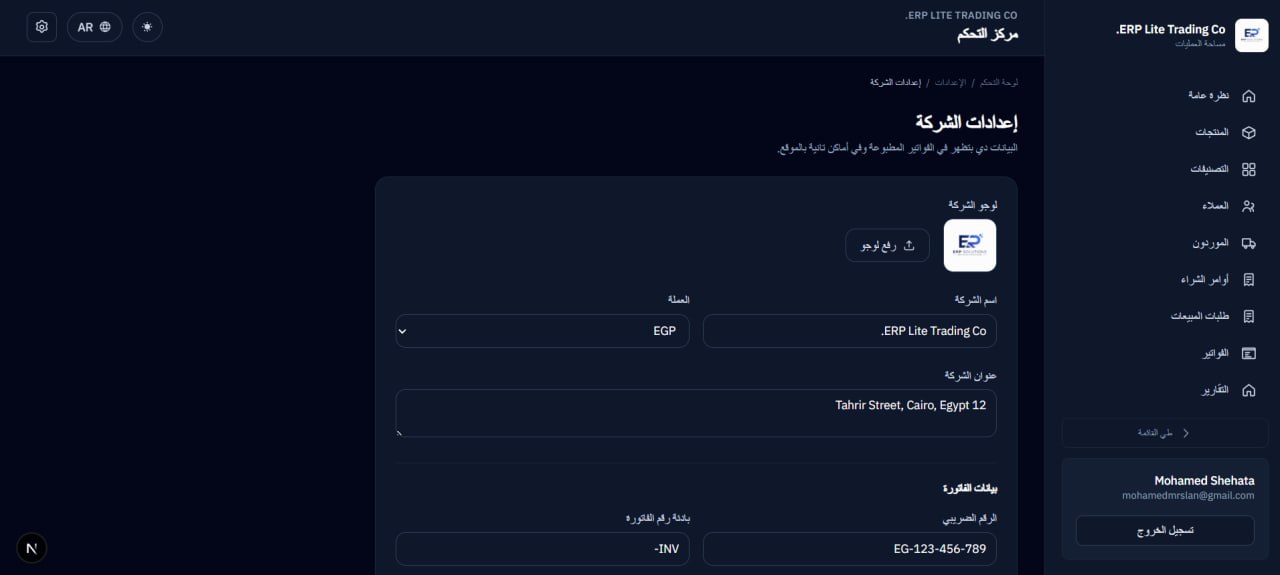 ERP Lite Trading Co.
مساحة العمليات
نظرة عامة
المنتجات
التصنيفات
العملاء
الموردون
أوامر الشراء
طلبات المبيعات
الفواتير
التقارير
طي القائمة
Mohamed Shehata
mohamedmrslan@gmail.com
تسجيل الخروج
ERP LITE TRADING CO.
مركز التحكم
AR
لوحة التحكم / الإعدادات / إعدادات الشركة
إعدادات الشركة
البيانات دي بتظهر في الفواتير المطبوعة وفي أماكن تانية بالموقع.
لوجو الشركة
ERP
رفع لوجو
اسم الشركة
العملة
ERP Lite Trading Co.
EGP
عنوان الشركة
12 Tahrir Street, Cairo, Egypt
بيانات الفاتورة
الرقم الضريبي
بادئة رقم الفاتورة
EG-123-456-789
INV-
N